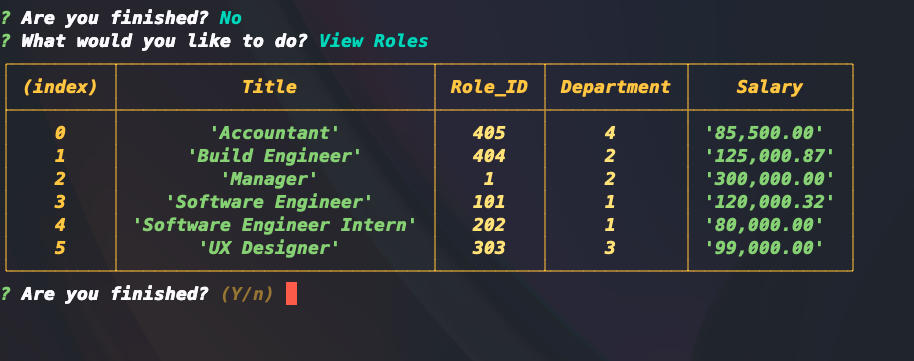 ? Are you finished? No
? What would you like to do? View Roles
(index) Title Role_ID Department Salary
0 'Accountant' 405 4 '85,500.00'
1 'Build Engineer' 404 2 '125,000.87'
2 'Manager' 1 2 '300,000.00'
3 'Software Engineer' 101 1 '120,000.32'
4 'Software Engineer Intern' 202 1 '80,000.00'
5 'UX Designer' 303 3 '99,000.00'
? Are you finished? (Y/n)